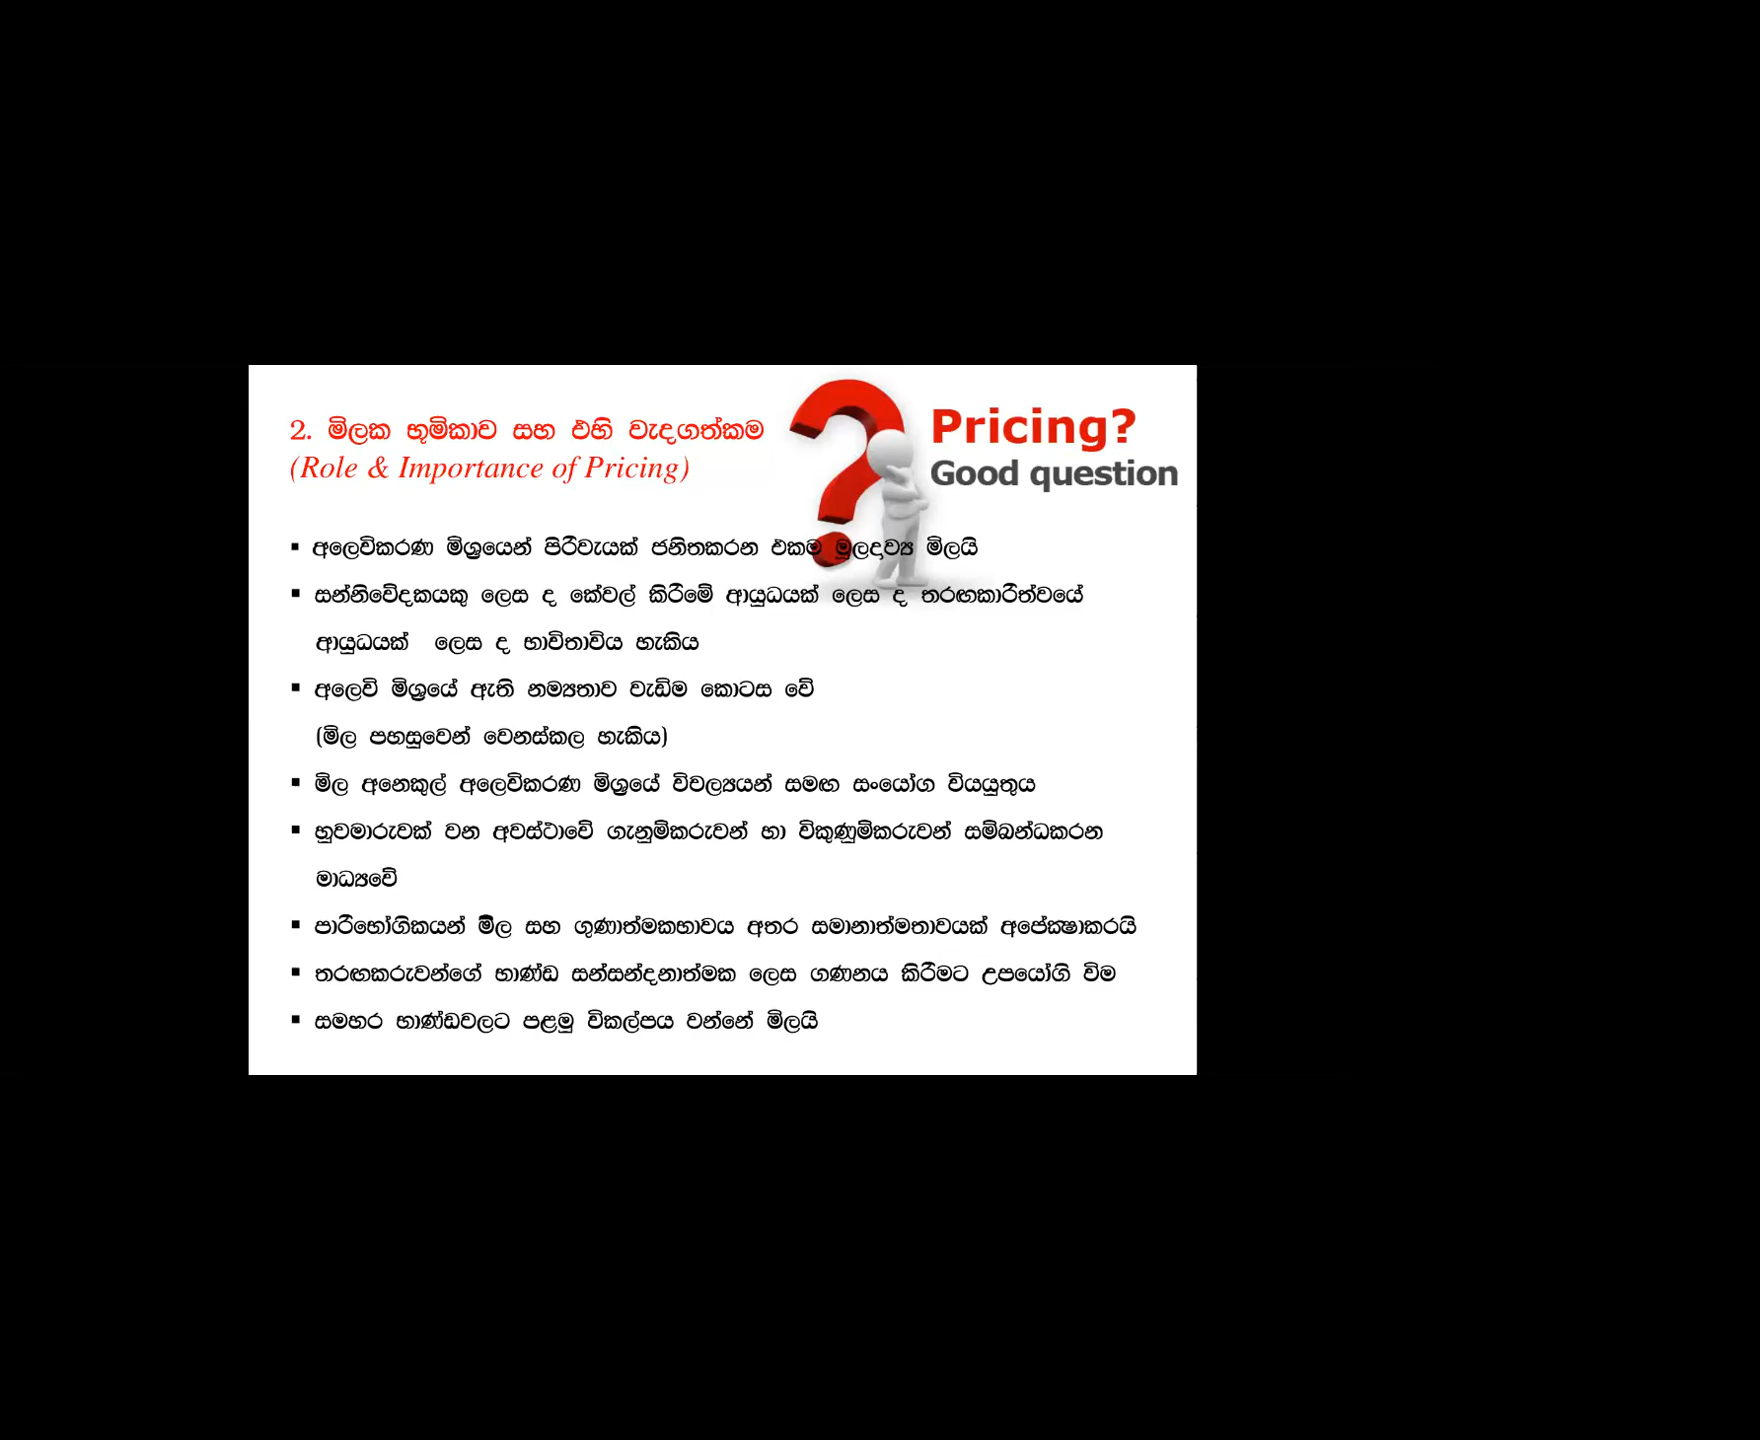 2. මිලක භූමිකාව සහ එහි වැදගත්කම
(Role & Importance of Pricing)
Pricing?
Good question
▪ අලෙවිකරණ මිශ්‍රයෙන් පිරිවැයක් ජනිතකරන එකම මූලද්‍රව්‍ය මිලයි
▪ සන්නිවේදකයකු ලෙස ද කේවල් කිරීමේ ආයුධයක් ලෙස ද තරඟකාරීත්වයේ
ආයුධයක් ලෙස ද භාවිතාවිය හැකිය
▪ අලෙවි මිශ්‍රයේ ඇති නම්‍යතාව වැඩිම කොටස වේ
(මිල පහසුවෙන් වෙනස්කල හැකිය)
▪ මිල අනෙකුල් අලෙවිකරණ මිශ්‍රයේ විචල්‍යයන් සමඟ සංයෝග වියයුතුය
▪ හුවමාරුවක් වන අවස්ථාවේ ගැනුම්කරුවන් හා විකුණුම්කරුවන් සම්බන්ධකරන
මාධ්‍යවේ
▪ පාරිභෝගිකයන් මිල සහ ගුණාත්මකභාවය අතර සමානාත්මතාවයක් අපේක්‍ෂාකරයි
▪ තරඟකරුවන්ගේ භාණ්ඩ සන්සන්දනාත්මක ලෙස ගණනය කිරීමට උපයෝගි වීම
▪ සමහර භාණ්ඩවලට පළමු විකල්පය වන්නේ මිලයි